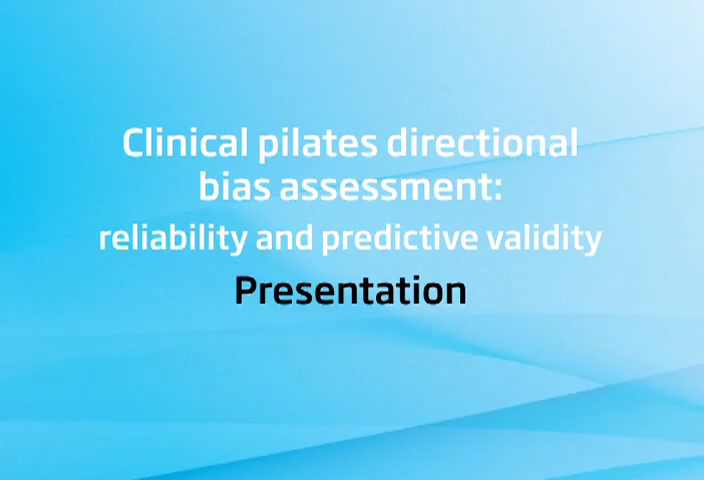 Clinical pilates directional
bias assessment:
reliability and predictive validity
Presentation